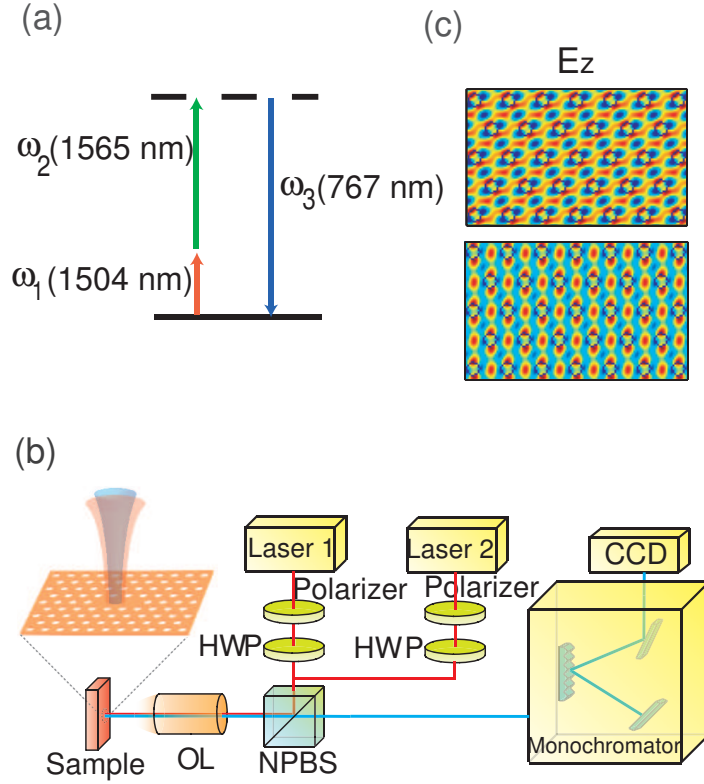 (a)
ω2(1565 nm)
ω3(767 nm)
ω1(1504 nm)
(c)
Ez
(b)
Laser 1
Laser 2
CCD
Polarizer
Polarizer
HWP
HWP
Sample
OL
NPBS
Monochromator